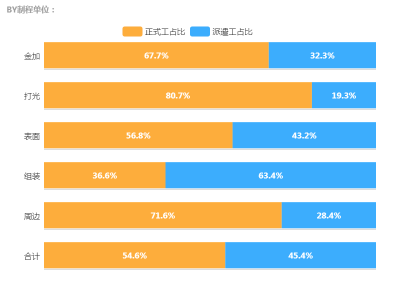 BY制程单位：
正式工占比 派遣工占比
金加 67.7% 32.3%
打光 80.7% 19.3%
表面 56.8% 43.2%
组装 36.6% 63.4%
周边 71.6% 28.4%
合计 54.6% 45.4%